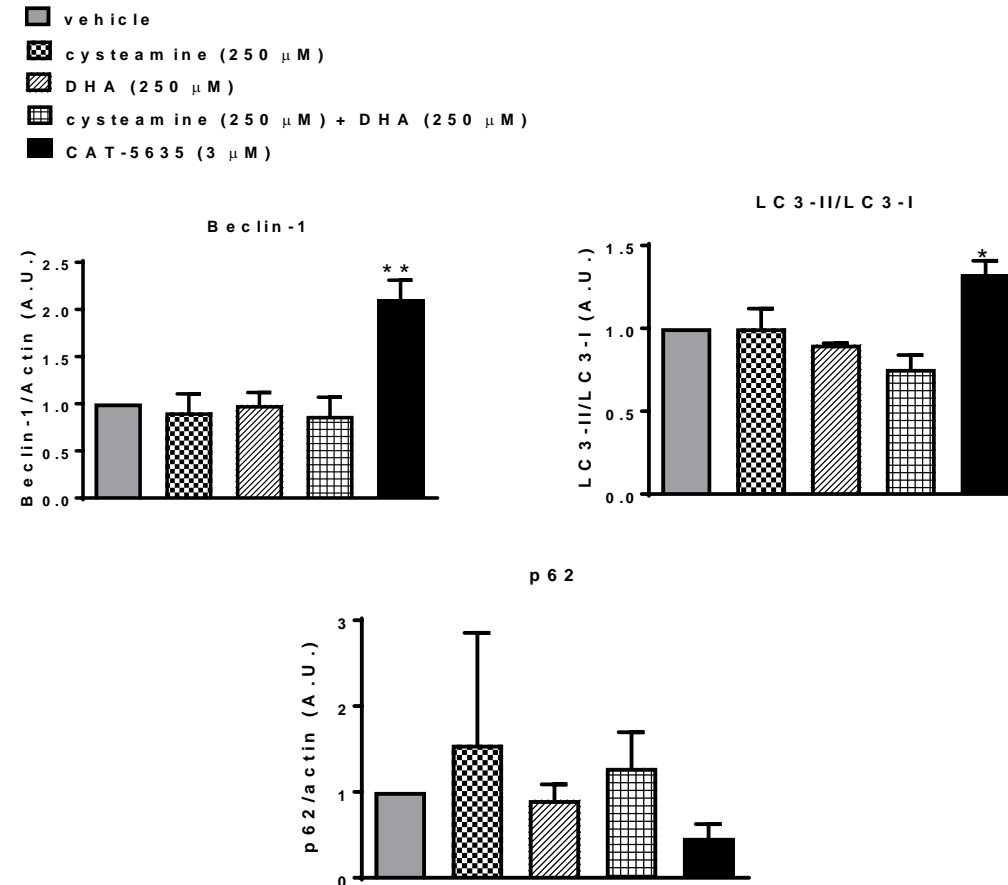 vehicle
cysteamine (250 μM)
DHA (250 μM)
cysteamine (250 μM) + DHA (250 μM)
CAT-5635 (3 μM)
Beclin-1
Beclin-1/Actin (A.U.)
2.5
2.0
1.5
1.0
0.5
0.0
**
LC3-II/LC3-I
LC3-II/LC3-I (A.U.)
1.5
1.0
0.5
0.0
*
p62
p62/actin (A.U.)
3
2
1
0